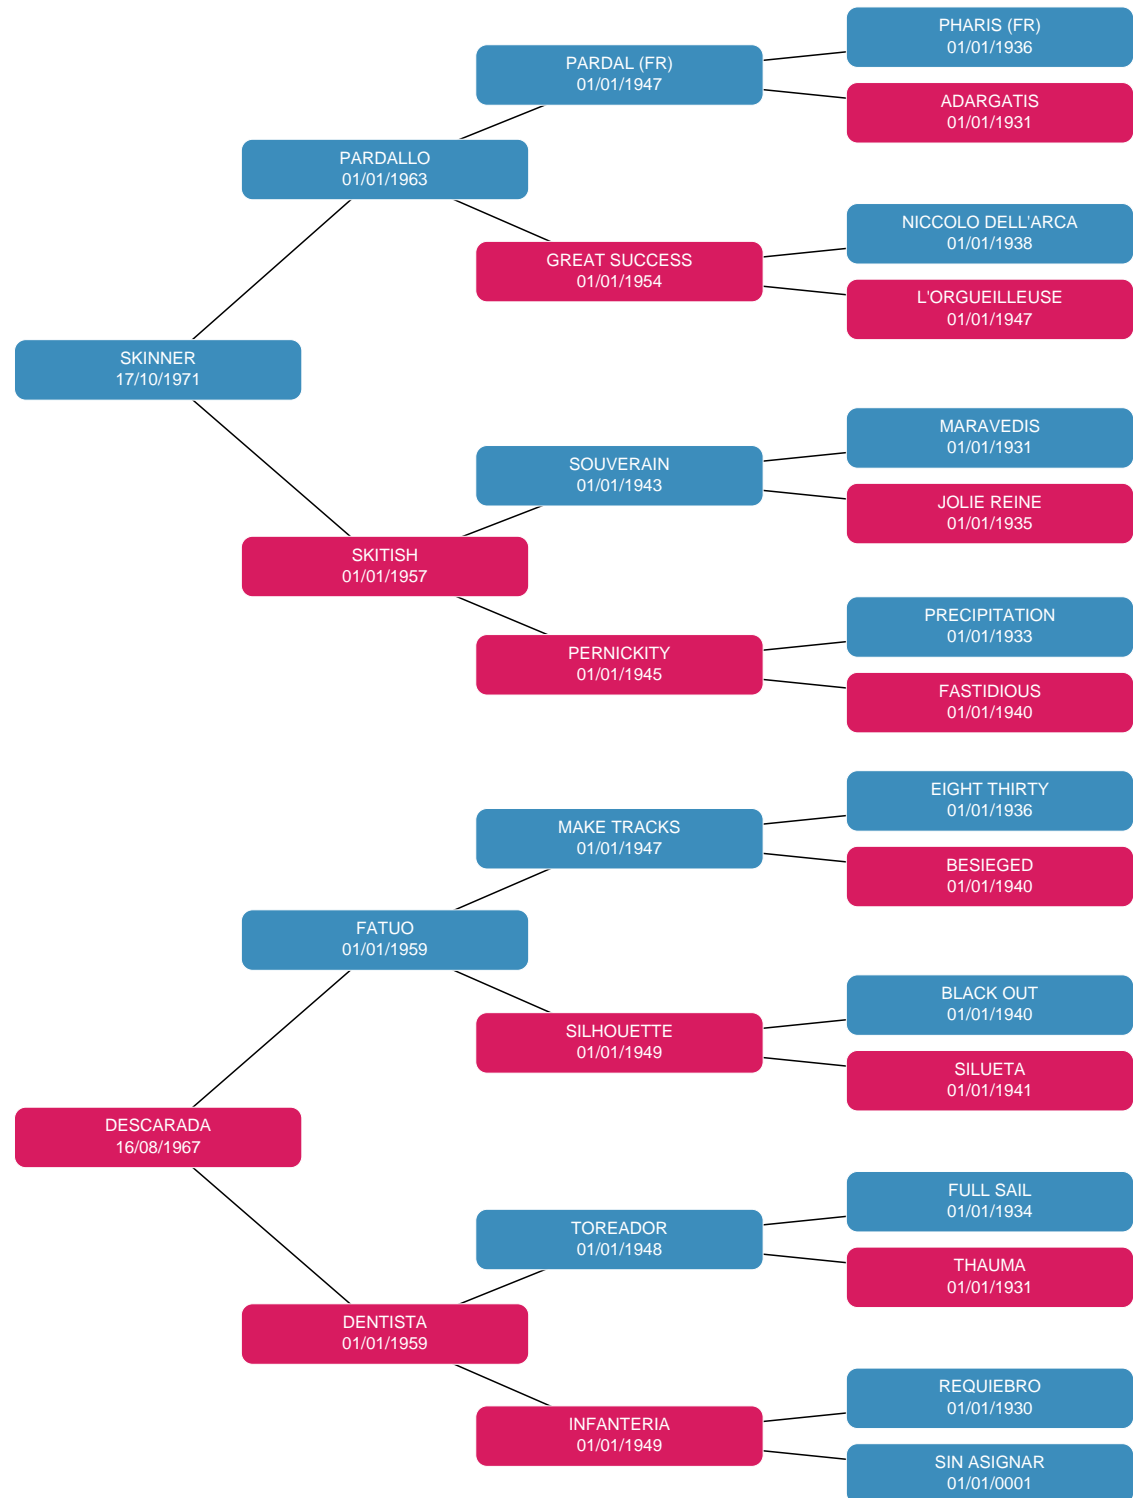 PHARIS (FR)
01/01/1936
PARDAL (FR)
01/01/1947
ADARGATIS
01/01/1931
PARDALLO
01/01/1963
NICCOLO DELL'ARCA
01/01/1938
GREAT SUCCESS
01/01/1954
L'ORGUEILLEUSE
01/01/1947
SKINNER
17/10/1971
MARAVEDIS
01/01/1931
SOUVERAIN
01/01/1943
JOLIE REINE
01/01/1935
SKITISH
01/01/1957
PRECIPITATION
01/01/1933
PERNICKITY
01/01/1945
FASTIDIOUS
01/01/1940
EIGHT THIRTY
01/01/1936
MAKE TRACKS
01/01/1947
BESIEGED
01/01/1940
FATUO
01/01/1959
BLACK OUT
01/01/1940
SILHOUETTE
01/01/1949
SILUETA
01/01/1941
DESCARADA
16/08/1967
FULL SAIL
01/01/1934
TOREADOR
01/01/1948
THAUMA
01/01/1931
DENTISTA
01/01/1959
REQUIEBRO
01/01/1930
INFANTERIA
01/01/1949
SIN ASIGNAR
01/01/0001